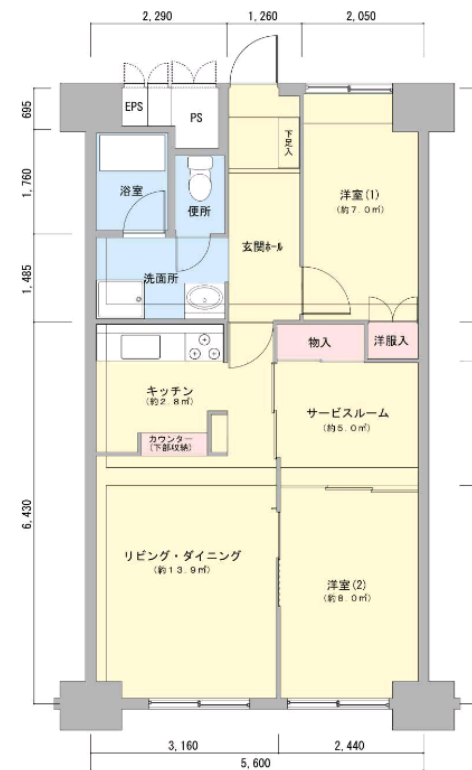 2,290
1,260
2,050
695
1,760
1,485
6,430
EPS
PS
下足入
浴室
便所
洋室(1)
(約7.0㎡)
玄関ﾎｰﾙ
洗面所
物入
洋服入
キッチン
(約2.8㎡)
サービスルーム
(約5.0㎡)
カウンター
(下部収納)
リビング・ダイニング
(約13.9㎡)
洋室(2)
(約8.0㎡)
3,160
2,440
5,600